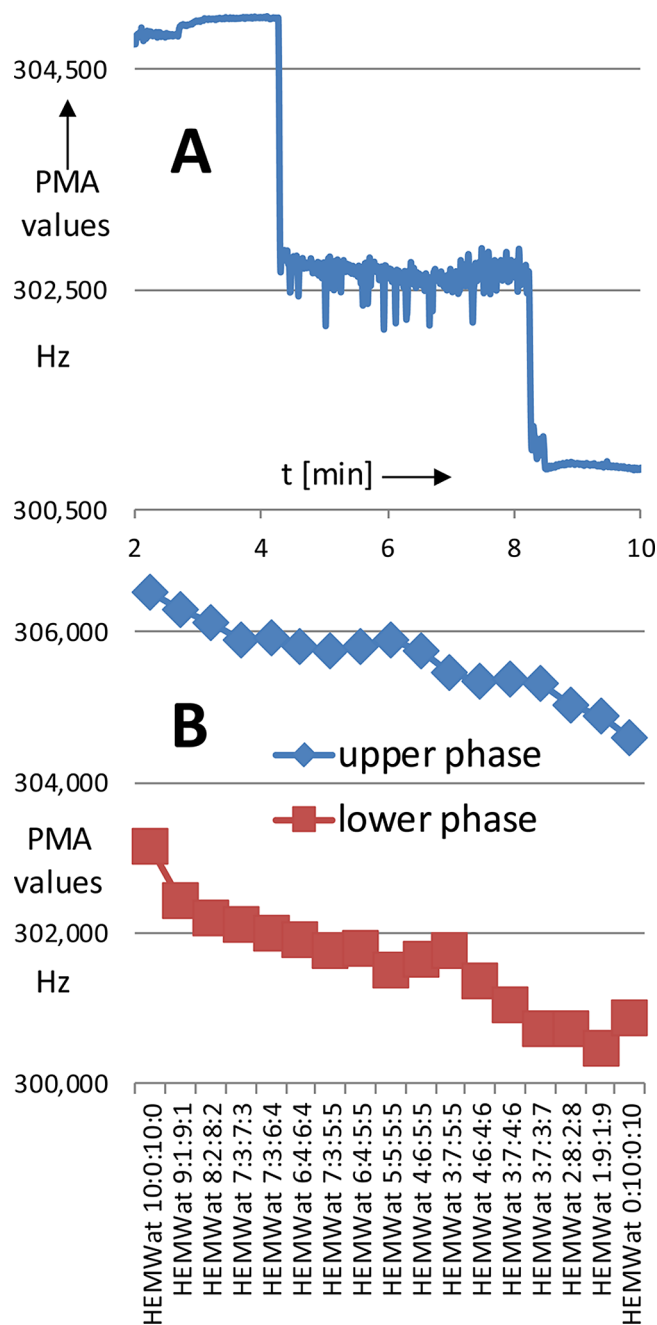 304,500
A
PMA
values
302,500
Hz
t [min]
300,500
2 4 6 8 10
306,000
B
upper phase
304,000
lower phase
PMA
values
302,000
Hz
300,000
HEMWat 10:0:10:0
HEMWat 9:1:9:1
HEMWat 8:2:8:2
HEMWat 7:3:7:3
HEMWat 7:3:6:4
HEMWat 6:4:6:4
HEMWat 7:3:5:5
HEMWat 6:4:5:5
HEMWat 5:5:5:5
HEMWat 4:6:5:5
HEMWat 3:7:5:5
HEMWat 4:6:4:6
HEMWat 3:7:4:6
HEMWat 3:7:3:7
HEMWat 2:8:2:8
HEMWat 1:9:1:9
HEMWat 0:10:0:10